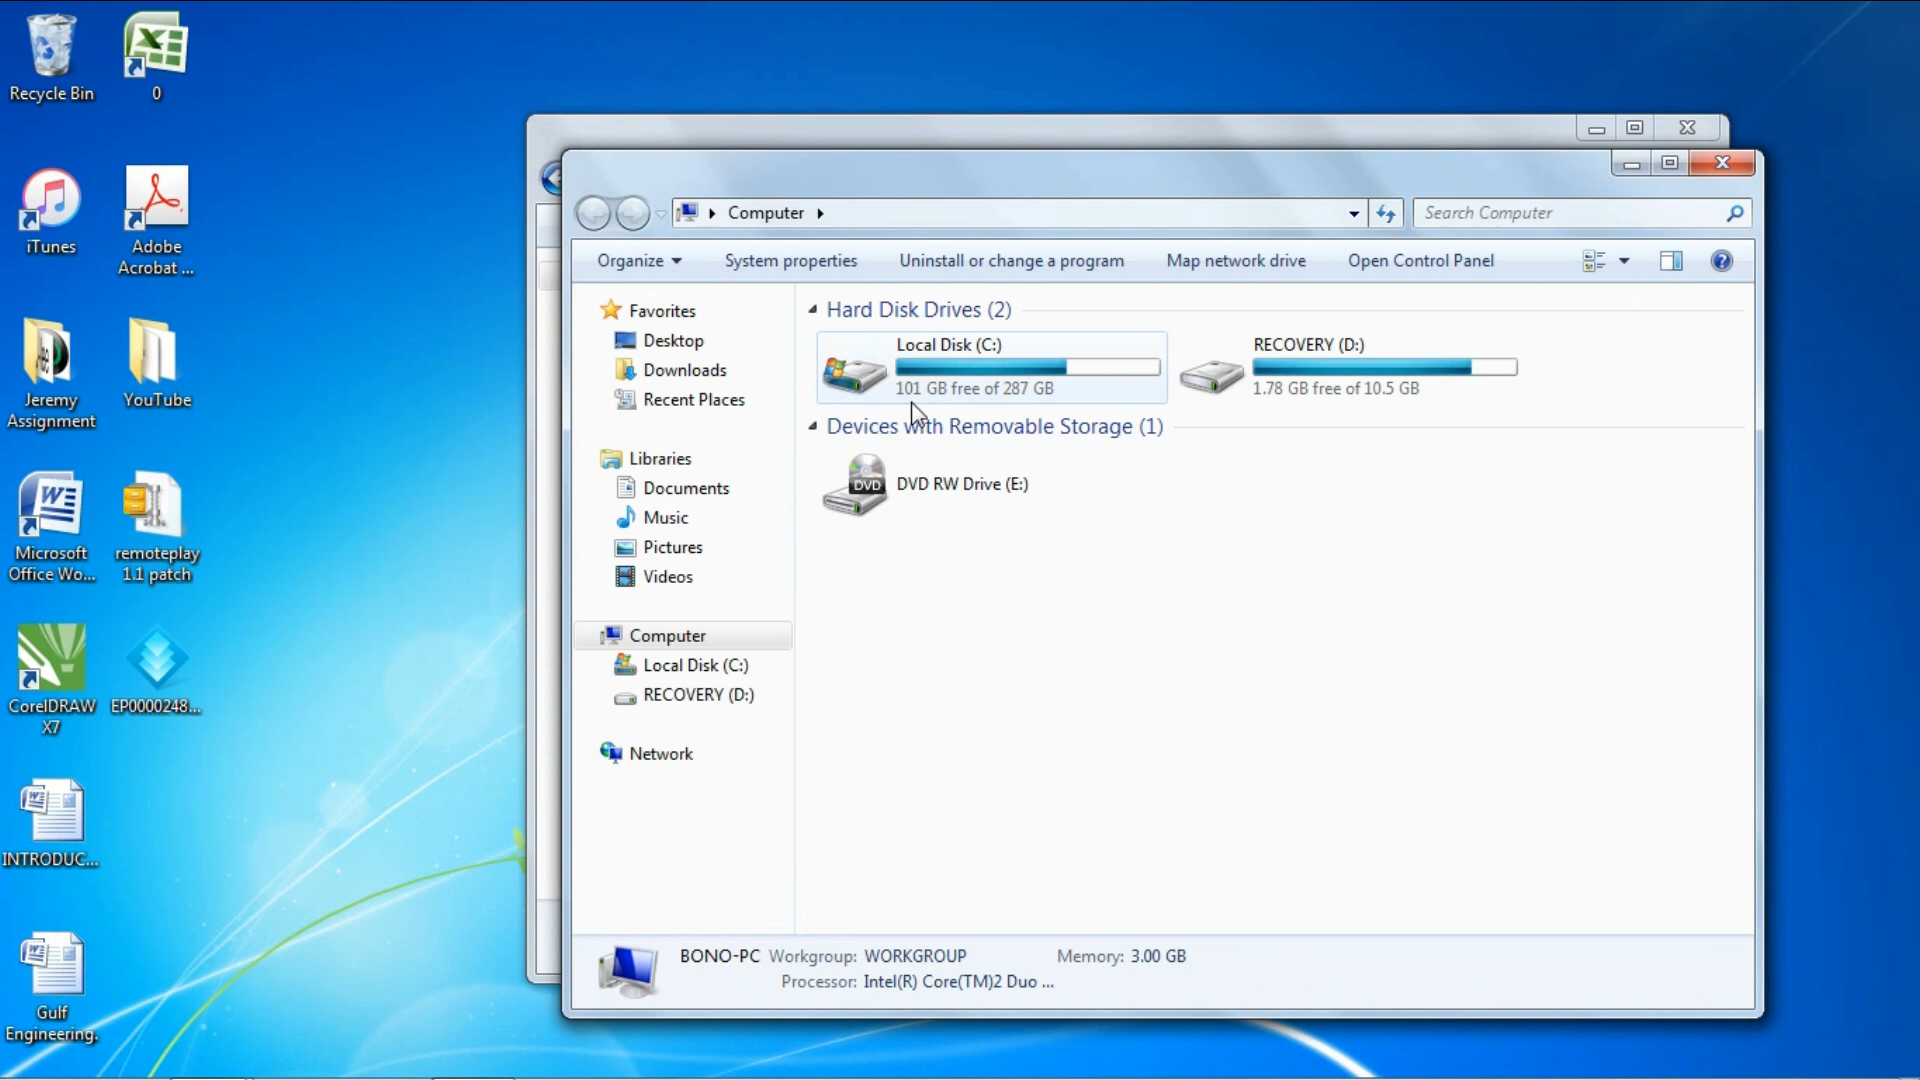 Recycle Bin
0
iTunes
Adobe
Acrobat ...
Jeremy
Assignment
YouTube
Microsoft
Office Wo...
remoteplay
1.1 patch
CorelDRAW
X7
EP0000248...
INTRODUC...
Gulf
Engineering.
Computer
Search Computer
Organize
System properties
Uninstall or change a program
Map network drive
Open Control Panel
Favorites
Desktop
Downloads
Recent Places
Libraries
Documents
Music
Pictures
Videos
Computer
Local Disk (C:)
RECOVERY (D:)
Network
Hard Disk Drives (2)
Local Disk (C:)
101 GB free of 287 GB
RECOVERY (D:)
1.78 GB free of 10.5 GB
Devices with Removable Storage (1)
DVD
DVD RW Drive (E:)
BONO-PC Workgroup: WORKGROUP Memory: 3.00 GB
Processor: Intel(R) Core(TM)2 Duo ...